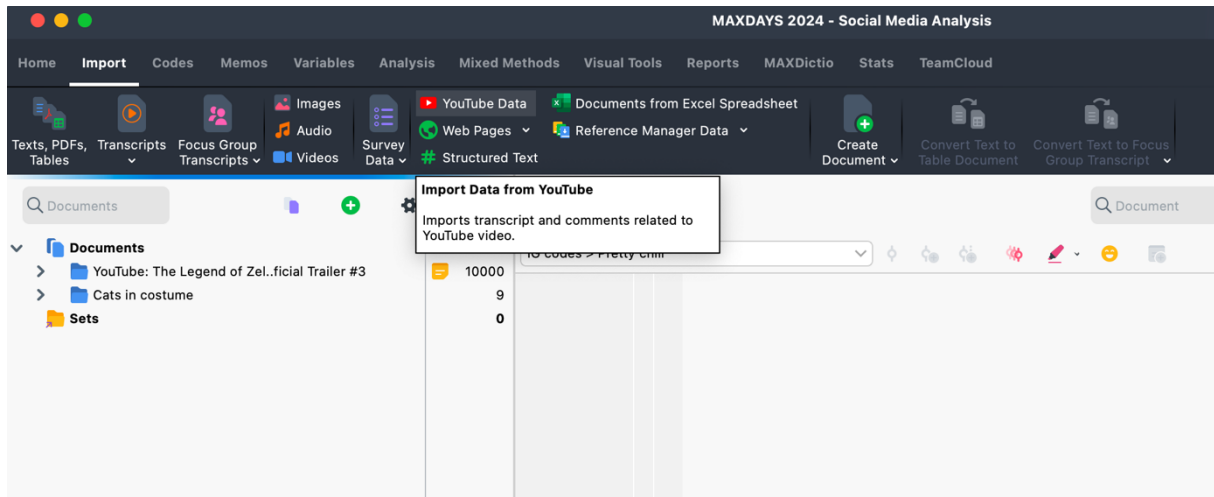 MAXDAYS 2024 - Social Media Analysis
Home Import Codes Memos Variables Analysis Mixed Methods Visual Tools Reports MAXDictio Stats TeamCloud
Texts, PDFs, Tables
Transcripts
Focus Group Transcripts
Images
Audio
Videos
Survey Data
YouTube Data
Web Pages
# Structured Text
Documents from Excel Spreadsheet
Reference Manager Data
Create Document
Convert Text to Table Document
Convert Text to Focus Group Transcript
Import Data from YouTube
Imports transcript and comments related to
YouTube video.
Documents
Document
Documents
YouTube: The Legend of Zel..ficial Trailer #3 10000
Cats in costume 9
Sets 0
IG codes > Pretty chill